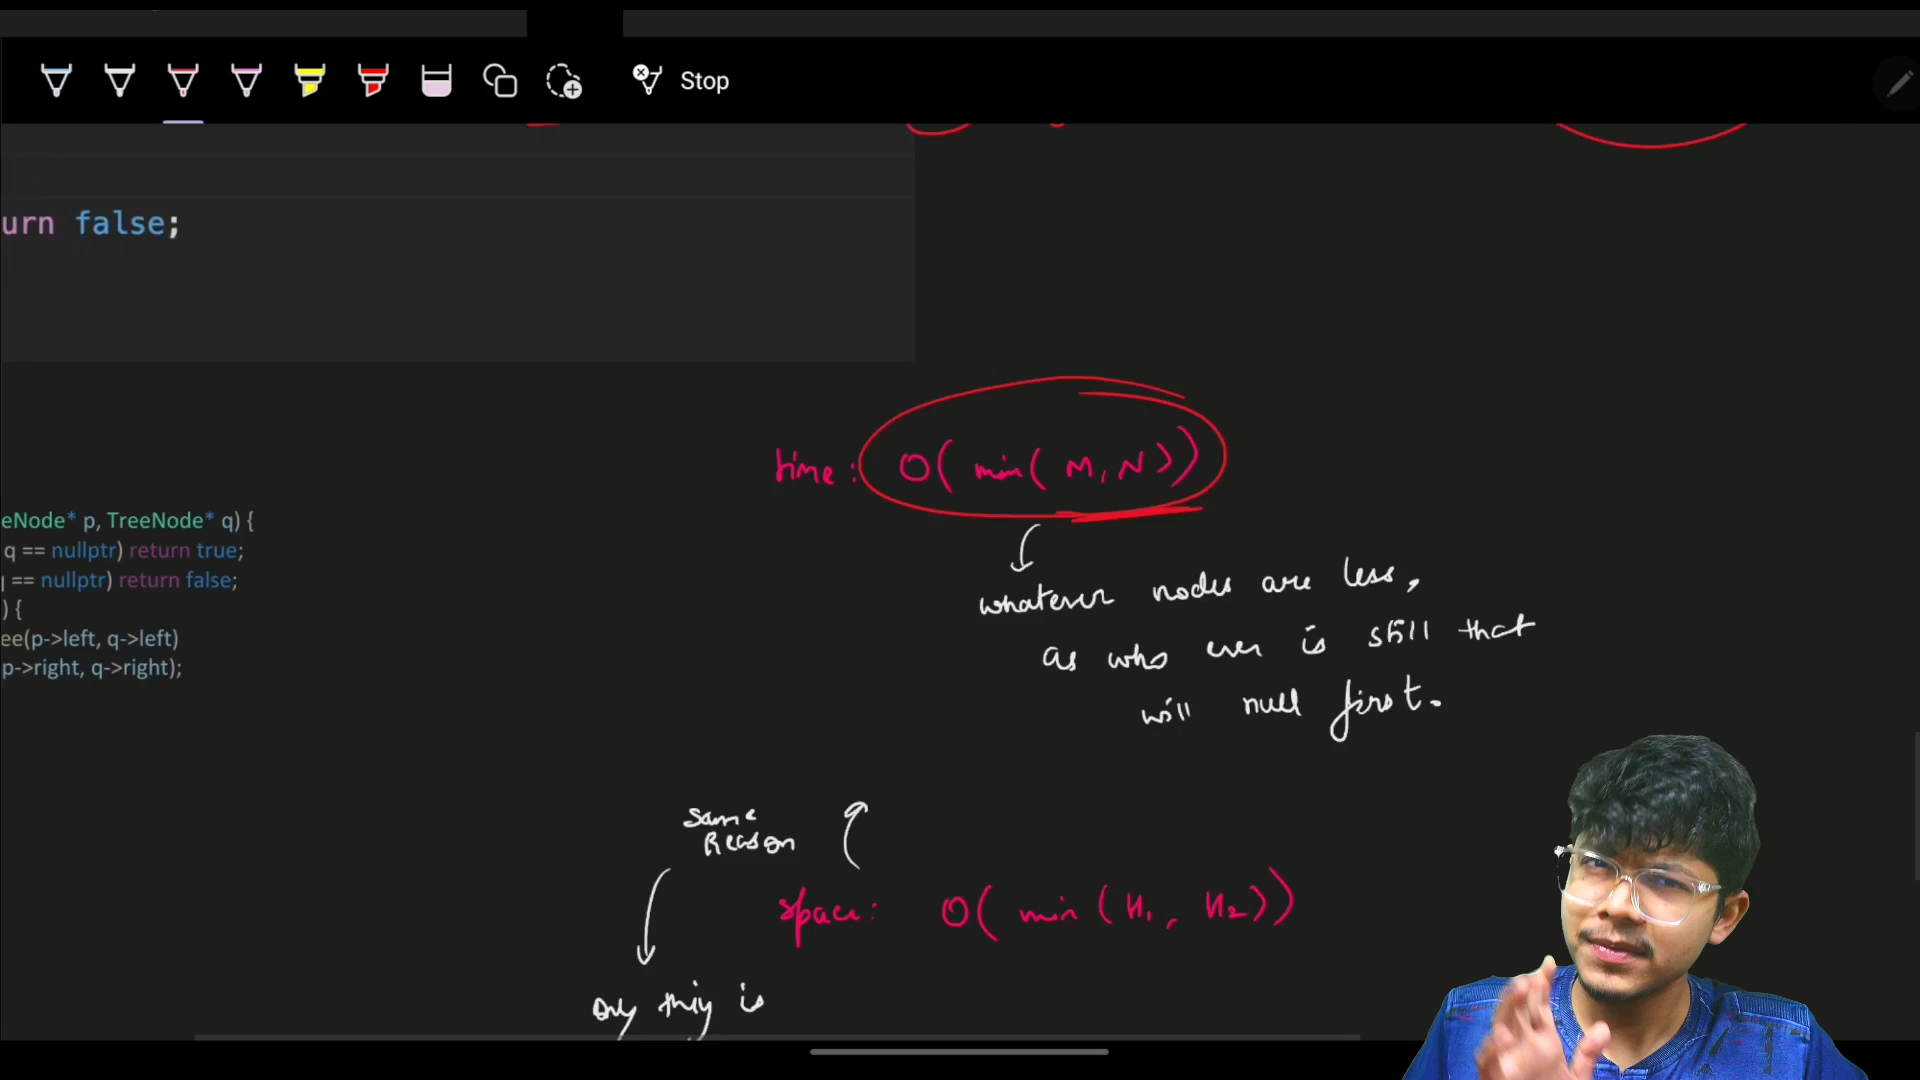 Stop
urn false;
time: O( min( M, N))
eNode* p, TreeNode* q) {
q == nullptr) return true;
q == nullptr) return false;
) {
ee(p->left, q->left)
p->right, q->right);
whatever nodes are less,
as who ever is still that
will null first.
same
Reason
space: O( min ( H1, H2))
only thiy is